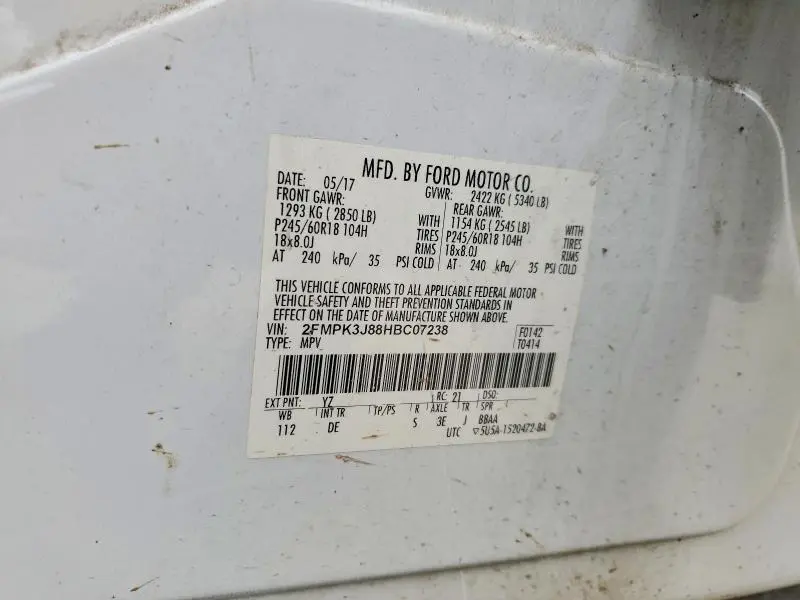 MFD. BY FORD MOTOR CO.
DATE: 05/17 GVWR: 2422 KG ( 5340 LB)
FRONT GAWR: REAR GAWR:
1293 KG ( 2850 LB) WITH 1154 KG ( 2545 LB) WITH
P245/60R18 104H TIRES P245/60R18 104H TIRES
18x8.0J RIMS 18x8.0J RIMS
AT 240 kPa/ 35 PSI COLD AT 240 kPa/ 35 PSI COLD
THIS VEHICLE CONFORMS TO ALL APPLICABLE FEDERAL MOTOR
VEHICLE SAFETY AND THEFT PREVENTION STANDARDS IN
EFFECT ON THE DATE OF MANUFACTURE SHOWN ABOVE.
VIN: 2FMPK3J88HBC07238 F0142
TYPE: MPV T0414
EXT PNT: YZ RC: 21 DSO:
WB INT TR TP/PS R AXLE TR SPR
112 DE S 3E J BBAA
UTC ▽5U5A-1520472-BA